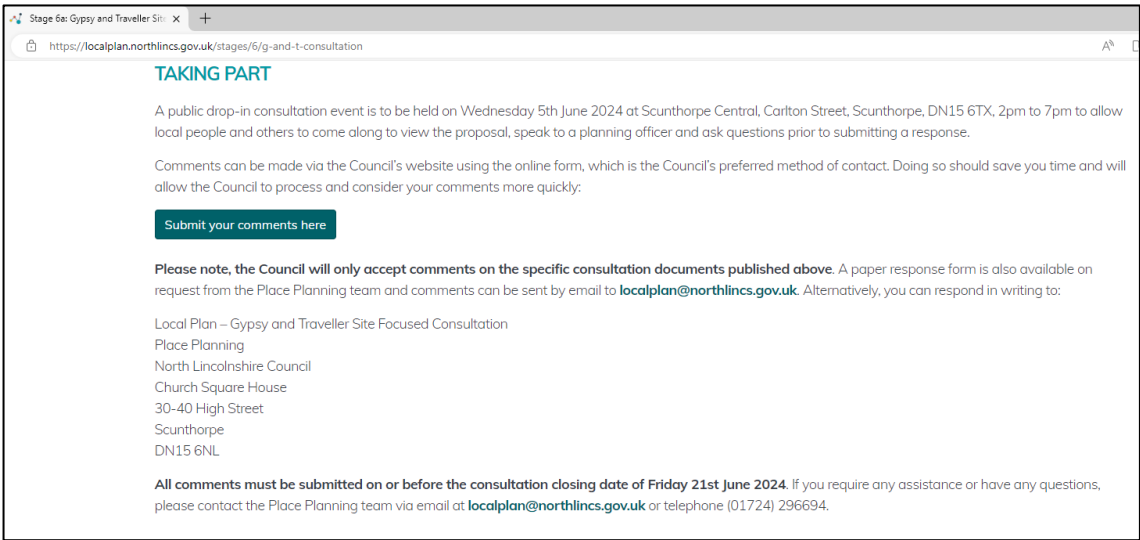 Stage 6a: Gypsy and Traveller Site
https://localplan.northlincs.gov.uk/stages/6/g-and-t-consultation
TAKING PART
A public drop-in consultation event is to be held on Wednesday 5th June 2024 at Scunthorpe Central, Carlton Street, Scunthorpe, DN15 6TX, 2pm to 7pm to allow
local people and others to come along to view the proposal, speak to a planning officer and ask questions prior to submitting a response.
Comments can be made via the Council's website using the online form, which is the Council's preferred method of contact. Doing so should save you time and will
allow the Council to process and consider your comments more quickly:
Submit your comments here
Please note, the Council will only accept comments on the specific consultation documents published above. A paper response form is also available on
request from the Place Planning team and comments can be sent by email to localplan@northlincs.gov.uk. Alternatively, you can respond in writing to:
Local Plan – Gypsy and Traveller Site Focused Consultation
Place Planning
North Lincolnshire Council
Church Square House
30-40 High Street
Scunthorpe
DN15 6NL
All comments must be submitted on or before the consultation closing date of Friday 21st June 2024. If you require any assistance or have any questions,
please contact the Place Planning team via email at localplan@northlincs.gov.uk or telephone (01724) 296694.